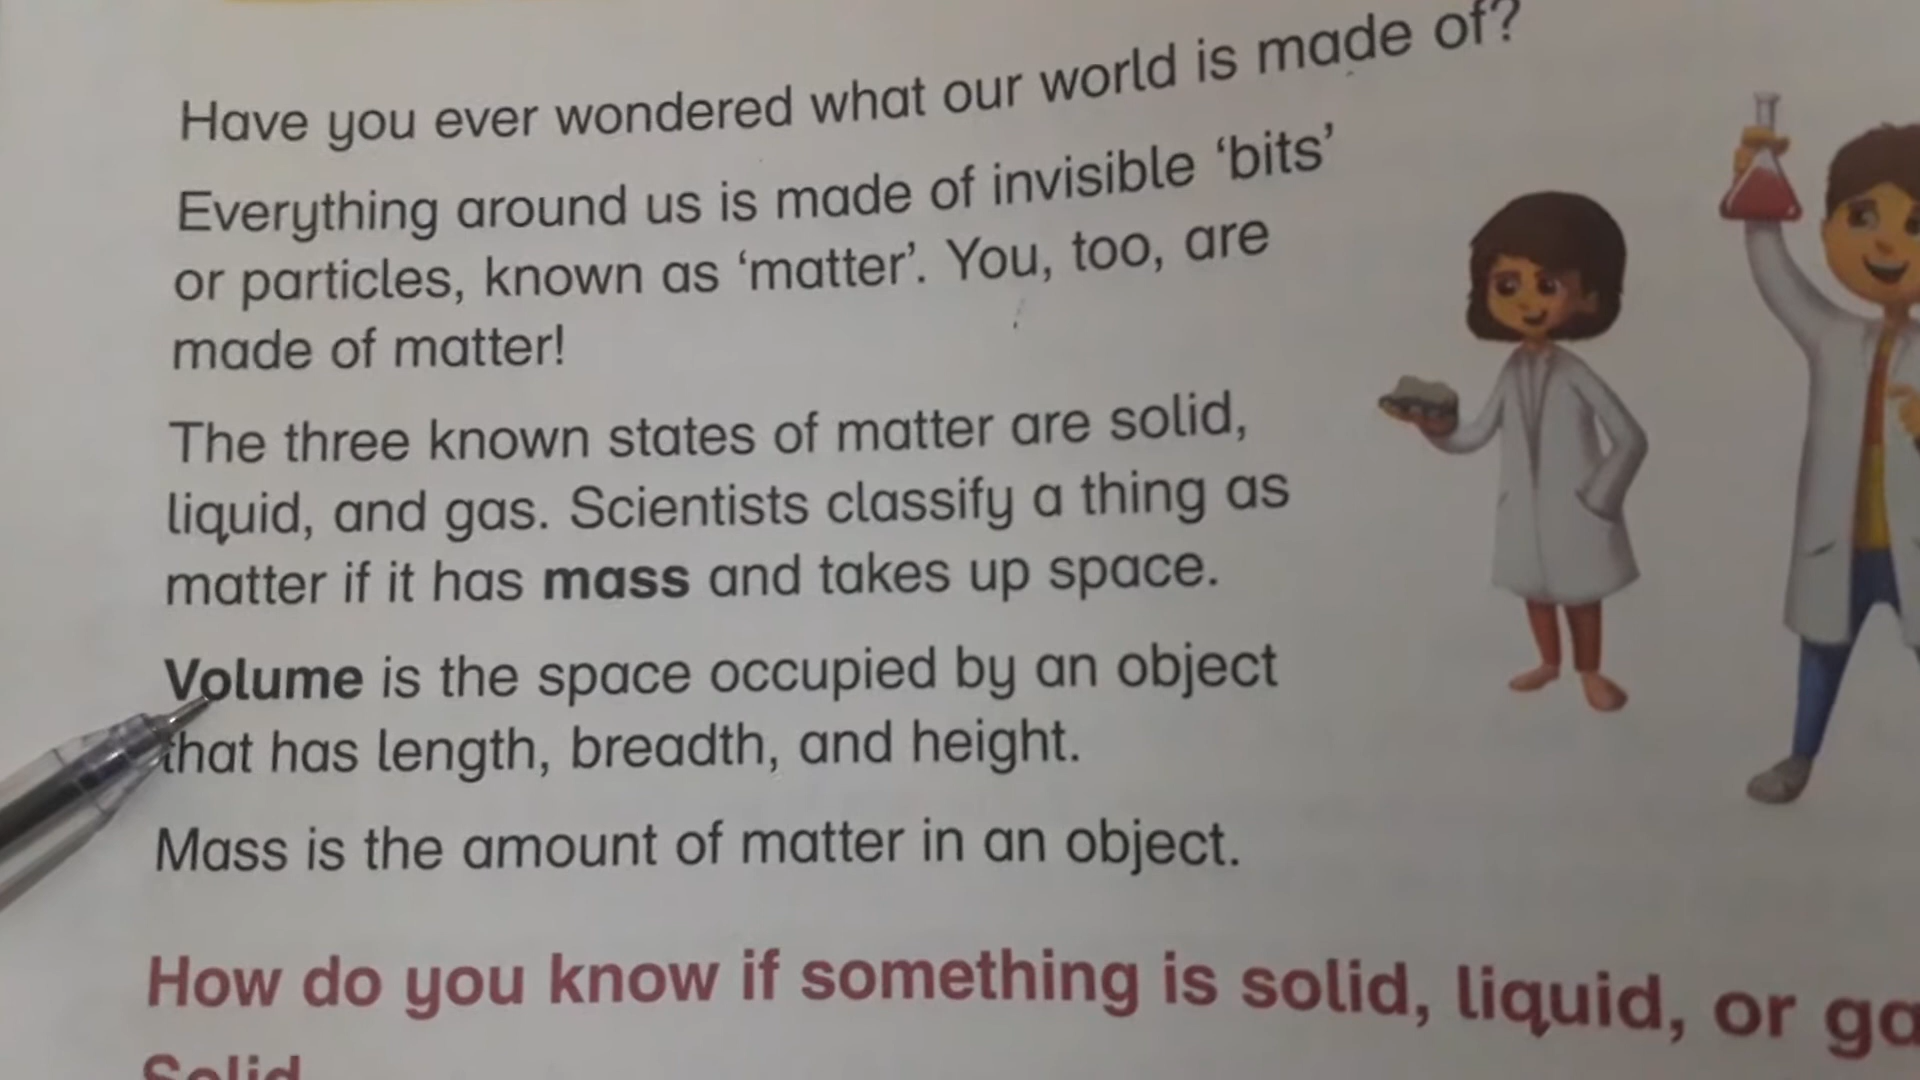 Have you ever wondered what our world is made of?
Everything around us is made of invisible ‘bits’
or particles, known as ‘matter’. You, too, are
made of matter!
The three known states of matter are solid,
liquid, and gas. Scientists classify a thing as
matter if it has mass and takes up space.
Volume is the space occupied by an object
that has length, breadth, and height.
Mass is the amount of matter in an object.
How do you know if something is solid, liquid, or ga
Solid